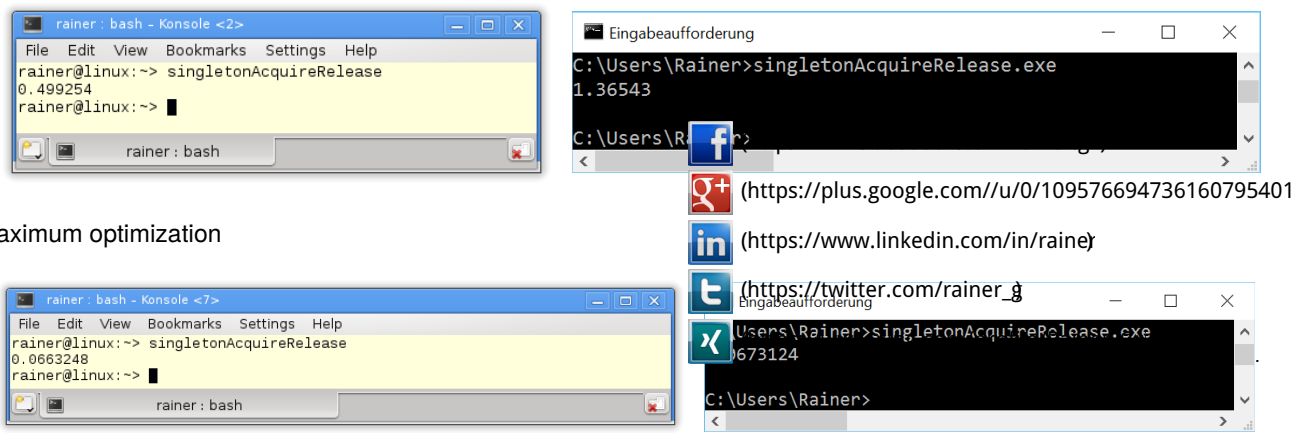 rainer : bash – Konsole <2>
File Edit View Bookmarks Settings Help
rainer@linux:~> singletonAcquireRelease
0.499254
rainer@linux:~>
rainer : bash
Eingabeaufforderung
C:\Users\Rainer>singletonAcquireRelease.exe
1.36543
C:\Users\R
(https://plus.google.com//u/0/109576694736160795401
(https://www.linkedin.com/in/rainer)
(https://twitter.com/rainer_g)
aximum optimization
rainer : bash – Konsole <7>
File Edit View Bookmarks Settings Help
rainer@linux:~> singletonAcquireRelease
0.0663248
rainer@linux:~>
rainer : bash
Eingabeaufforderung
\Users\Rainer>singletonAcquireRelease.exe
0673124
C:\Users\Rainer>